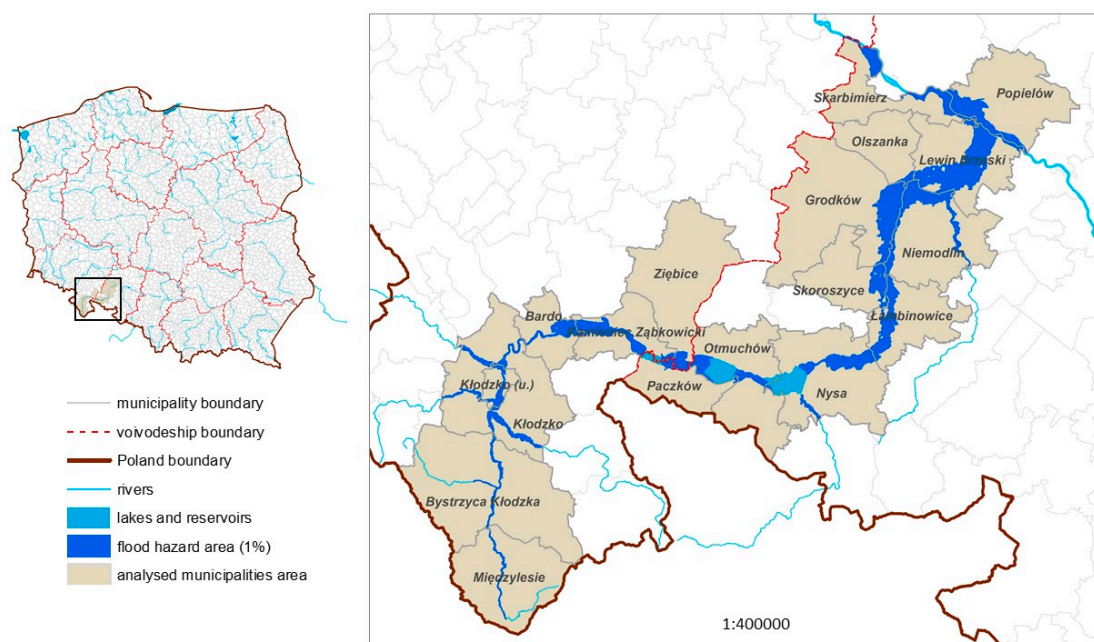 municipality boundary
voivodeship boundary
Poland boundary
rivers
lakes and reservoirs
flood hazard area (1%)
analysed municipalities area
Skarbimierz
Popielów
Olszanka
Lewin Brzeski
Grodków
Niemodlin
Ziębice
Skoroszyce
Łambinowice
Bardo
Kamieniec Ząbkowicki
Otmuchów
Paczków
Nysa
Kłodzko (u.)
Kłodzko
Bystrzyca Kłodzka
Międzylesie
1:400000